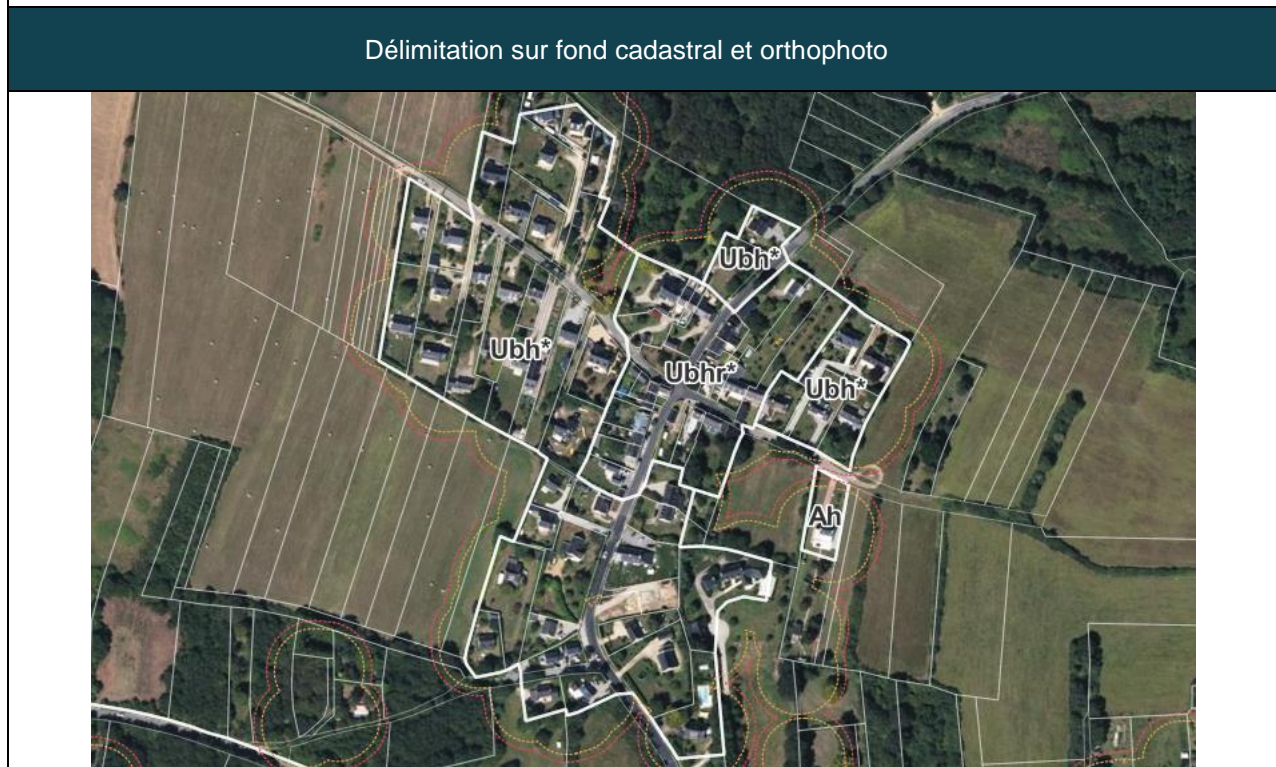 Délimitation sur fond cadastral et orthophoto
Ubh*
Ubh*
Ubhr*
Ubh*
Ah